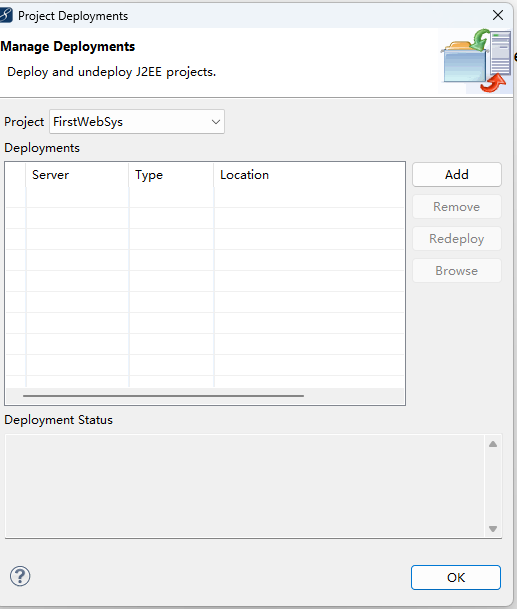 Project Deployments
Manage Deployments
Deploy and undeploy J2EE projects.
Project FirstWebSys
Deployments
Server Type Location
Add
Remove
Redeploy
Browse
Deployment Status
OK